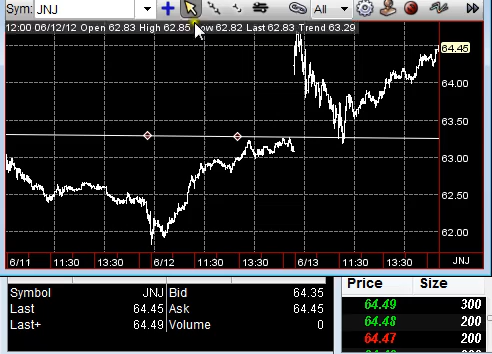 Sym: JNJ All
12:00 06/12/12 Open 62.83 High 62.85 Low 62.82 Last 62.83 Trend 63.29
64.45
64.00
63.50
63.00
62.50
62.00
6/11 11:30 13:30 6/12 11:30 13:30 6/13 11:30 13:30 JNJ
Symbol JNJ Bid 64.35
Last 64.45 Ask 64.45
Last+ 64.49 Volume 0
Price Size
64.49 300
64.48 200
64.47 100